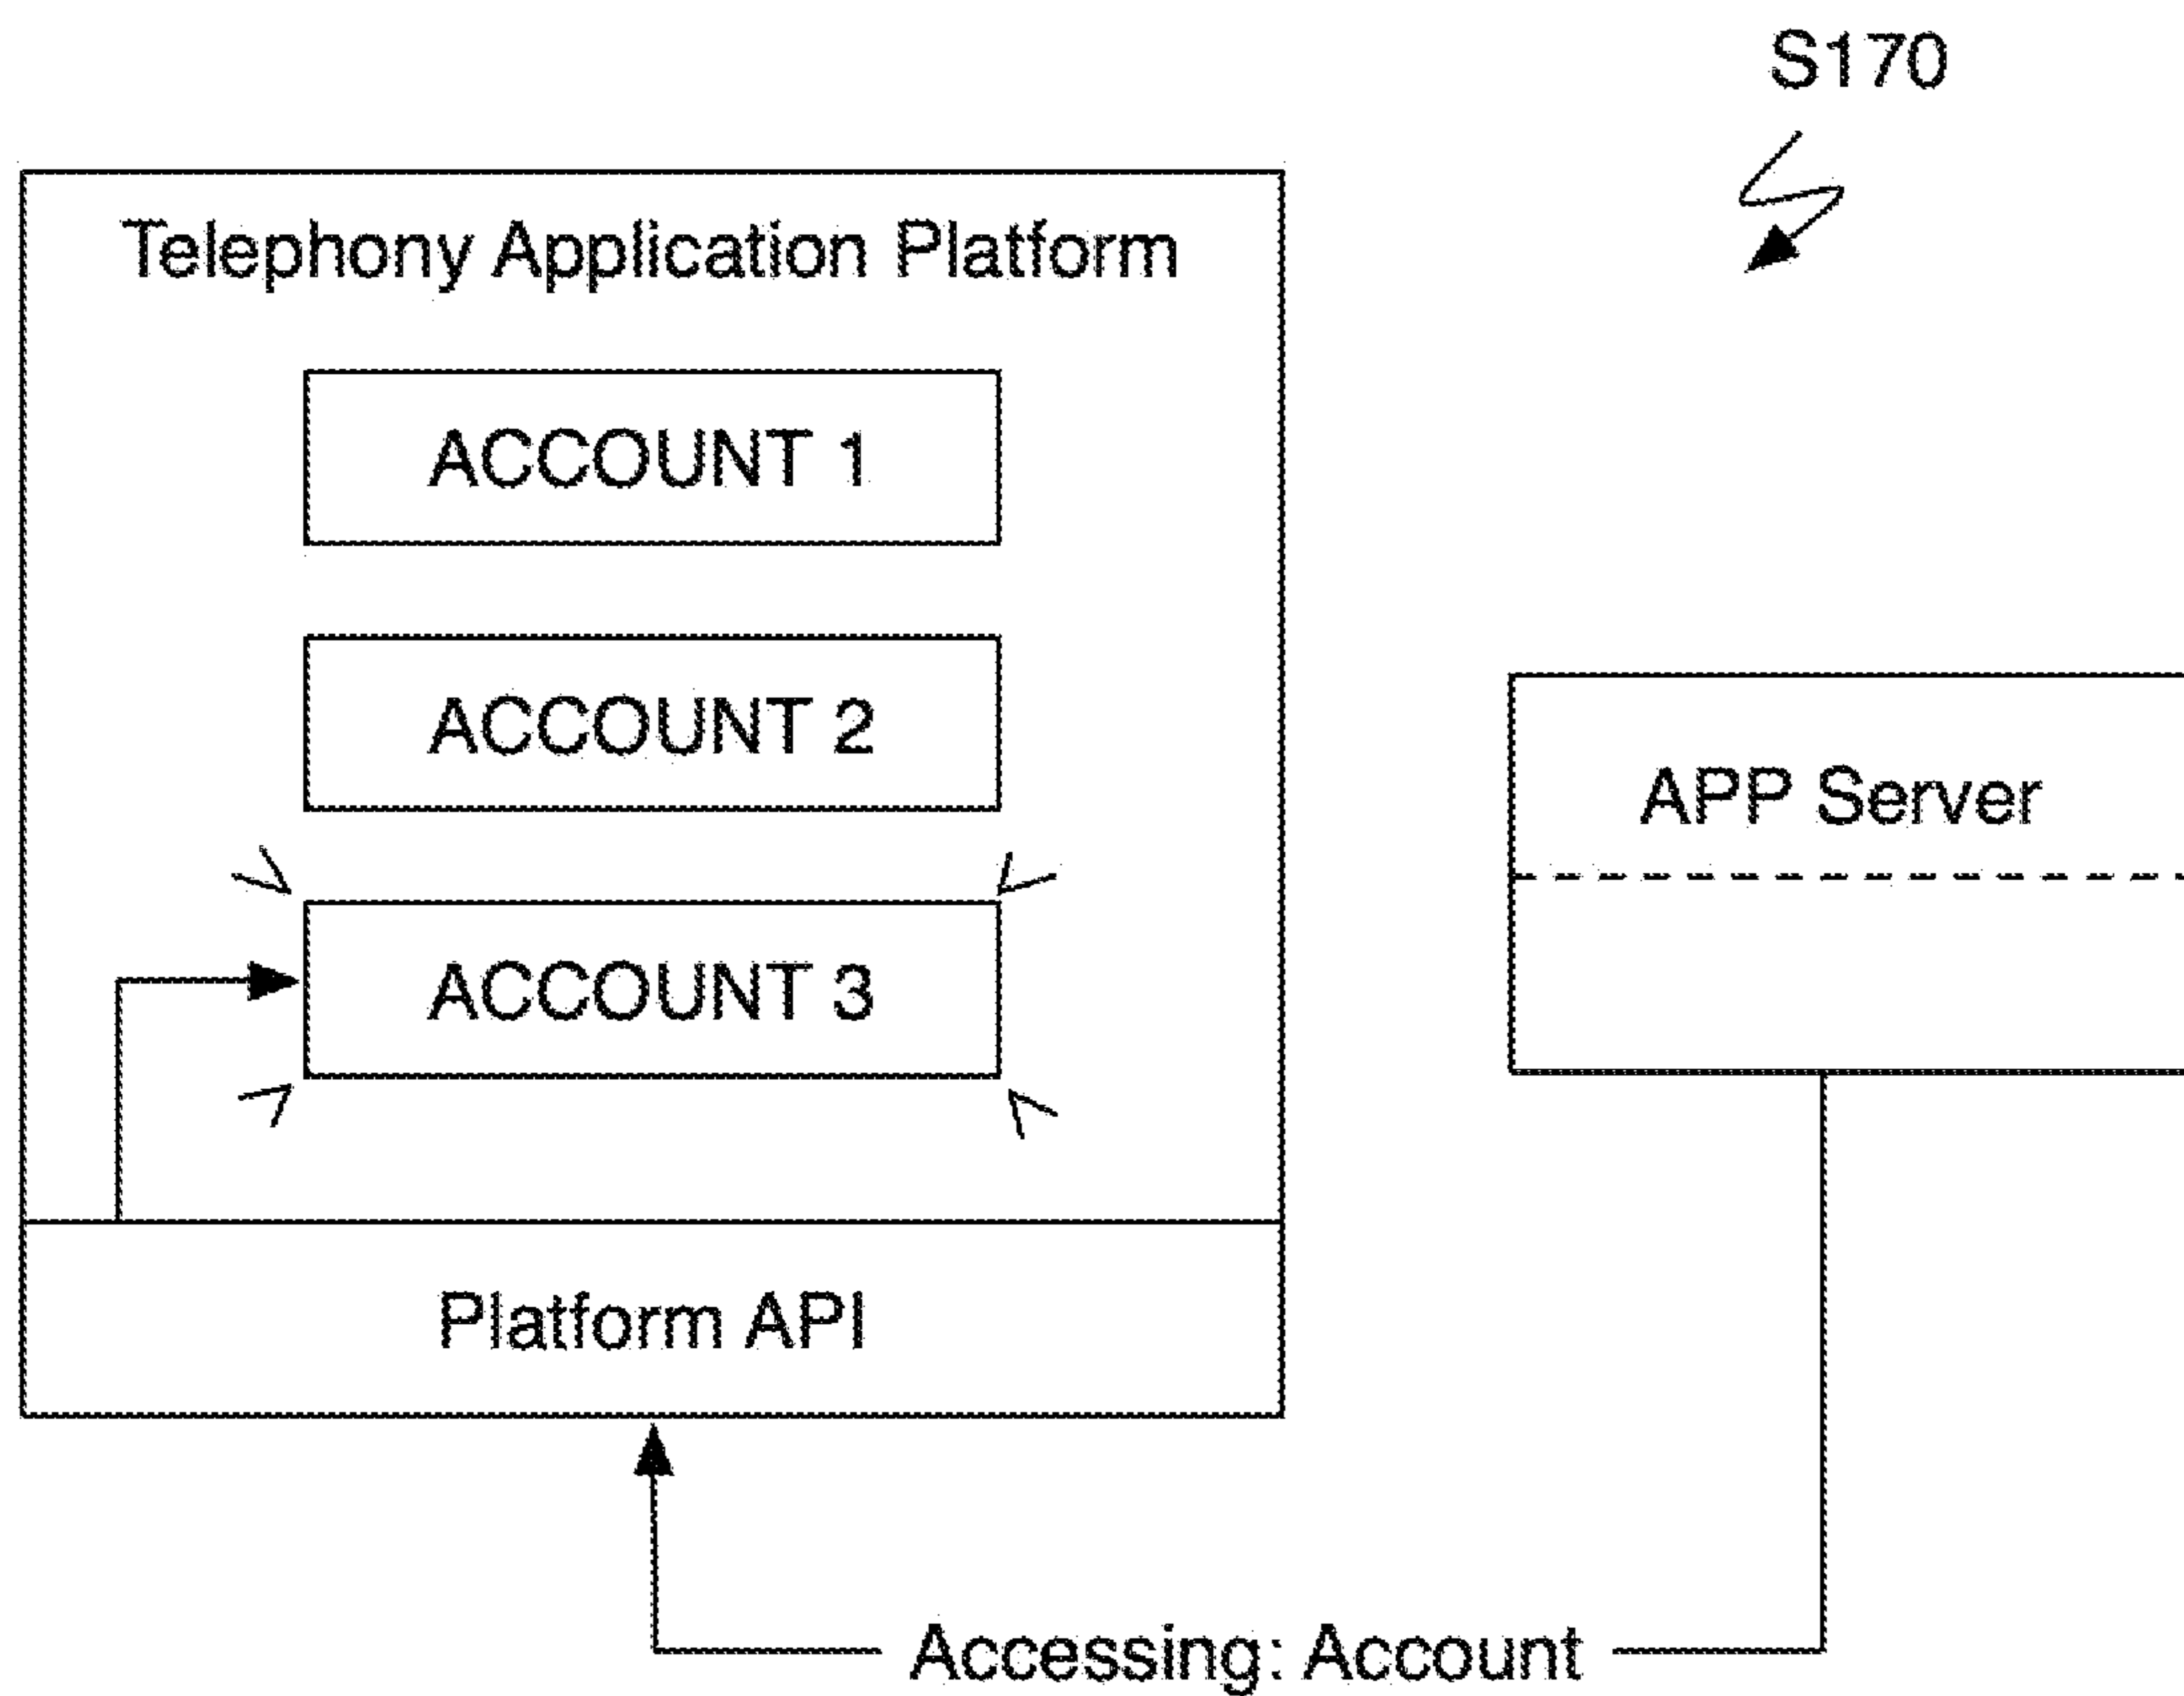 S170
Telephony Application Platform
ACCOUNT 1
ACCOUNT 2
APP Server
ACCOUNT 3
Platform API
Accessing: Account